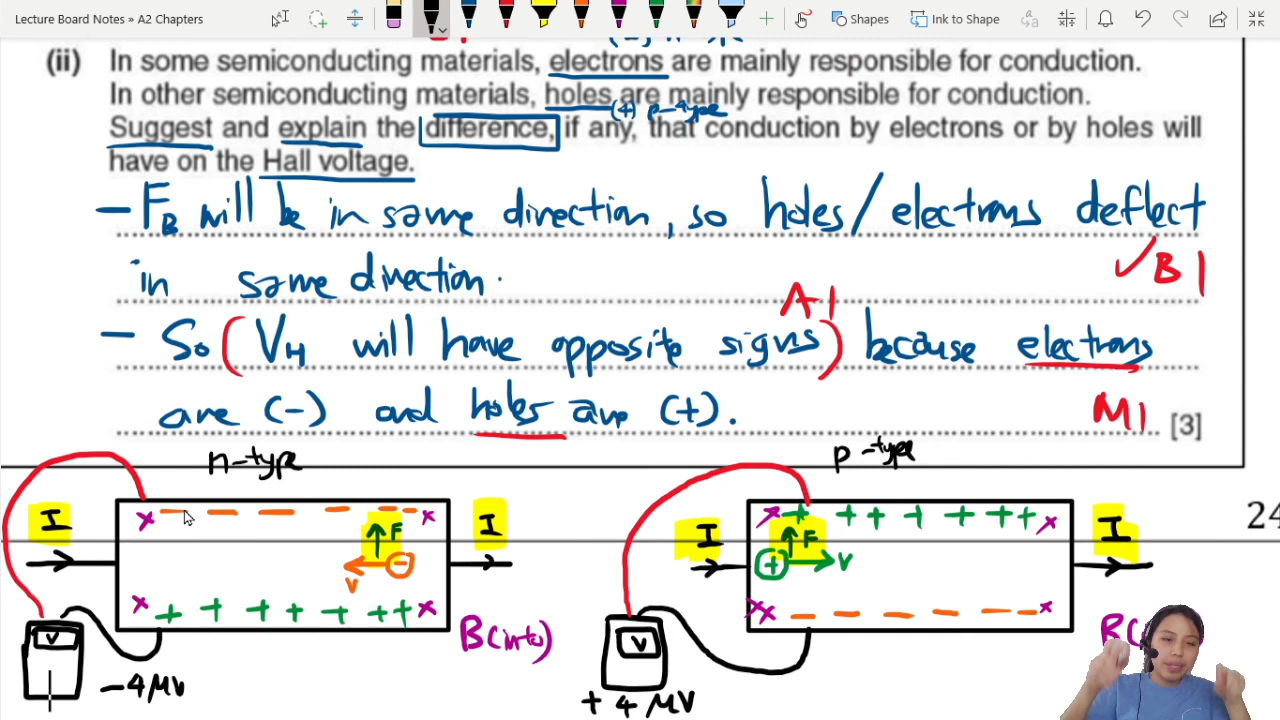 Lecture Board Notes » A2 Chapters
Shapes
Ink to Shape
(ii) In some semiconducting materials, electrons are mainly responsible for conduction.
In other semiconducting materials, holes are mainly responsible for conduction.
(+) p-type
Suggest and explain the difference, if any, that conduction by electrons or by holes will
have on the Hall voltage.
- FB will be in same direction, so holes/electrons deflect
in same direction.
✓B1
A1
- So (VH will have opposite signs) because electrons
are (-) and holes are (+).
M1
[3]
n-type
p-type
I
I
I
I
24
F
F
v
v
B(into)
B(
V
V
-4μV
+4μV